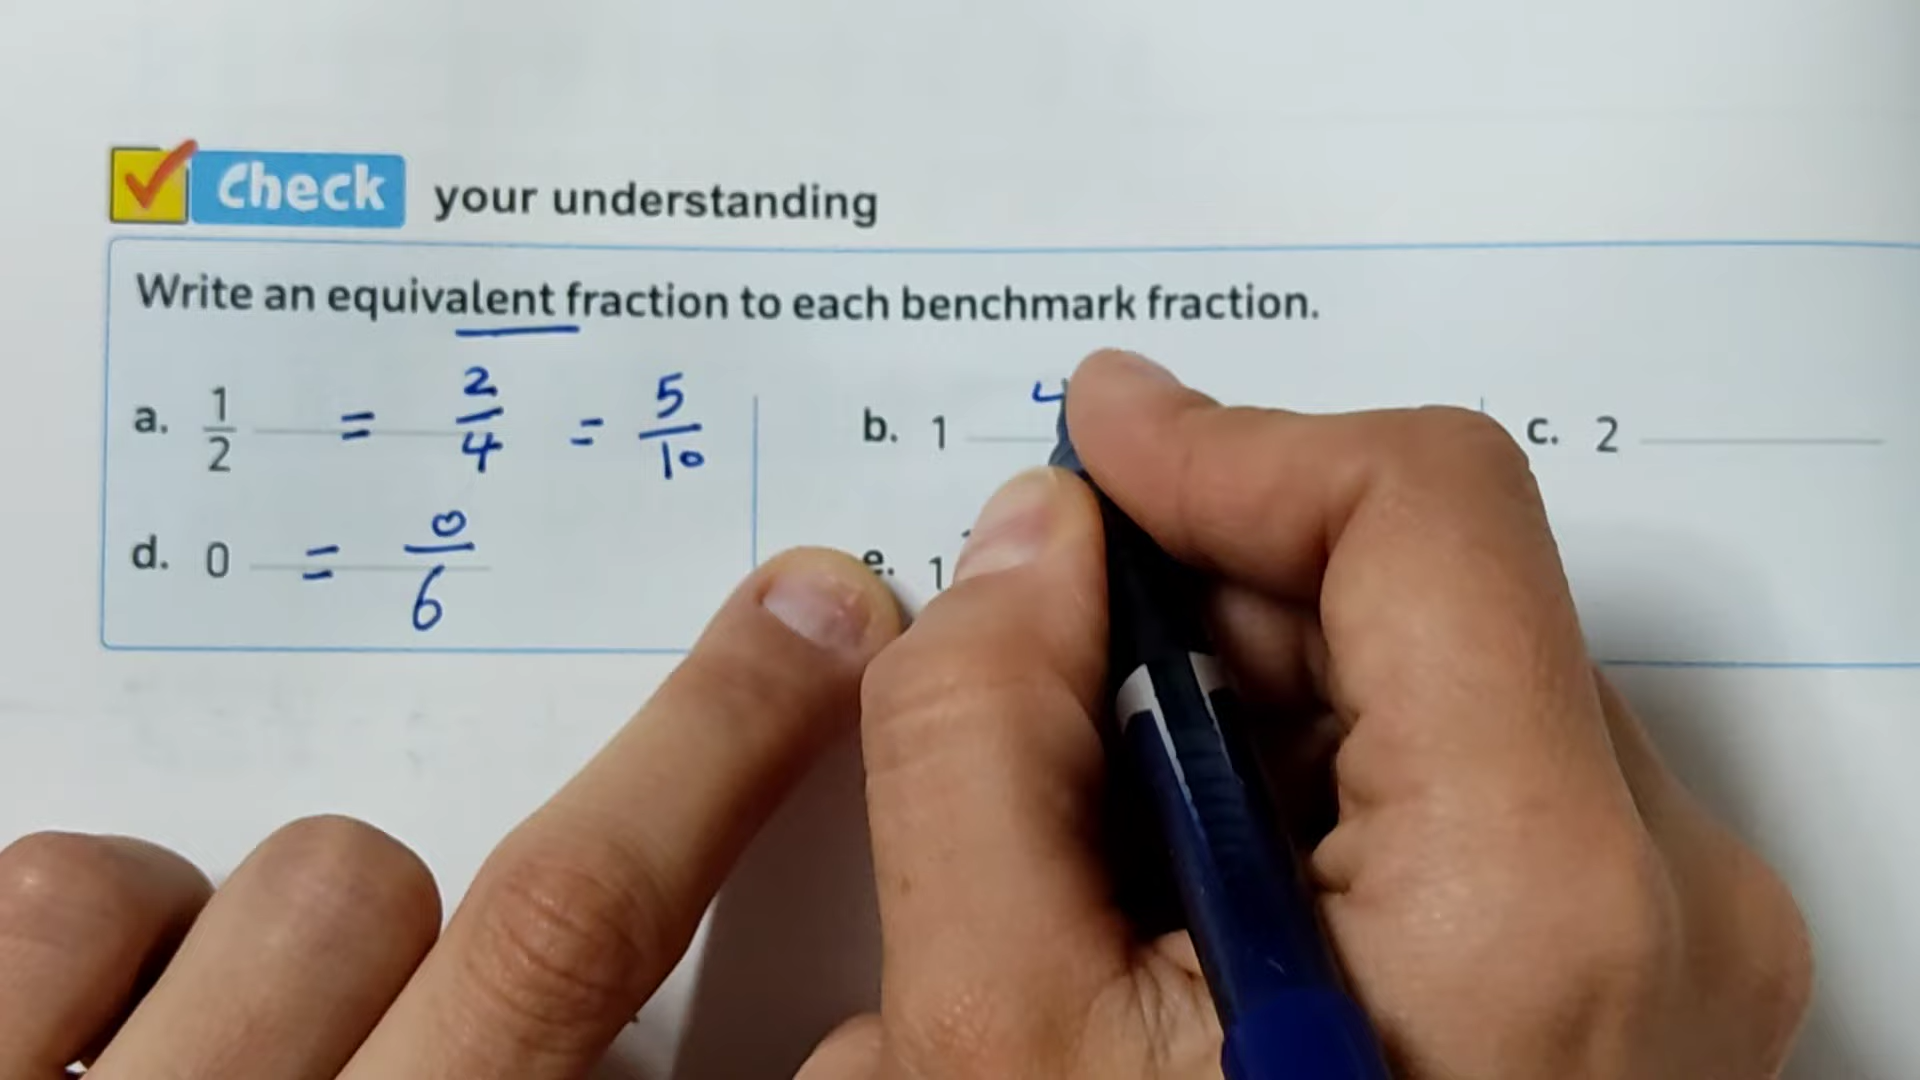 Check your understanding
Write an equivalent fraction to each benchmark fraction.
a. 1/2 = 2/4 = 5/10
b. 1 4
c. 2
d. 0 = 0/6
e. 1